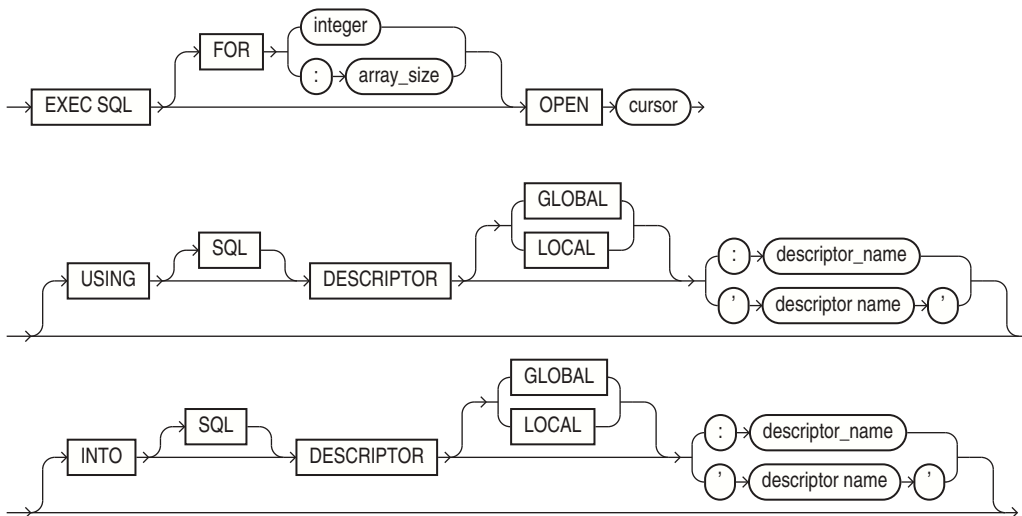 integer
FOR
: array_size
EXEC SQL OPEN cursor
GLOBAL
SQL LOCAL : descriptor_name
USING DESCRIPTOR ' descriptor name '
GLOBAL
SQL LOCAL : descriptor_name
INTO DESCRIPTOR ' descriptor name '